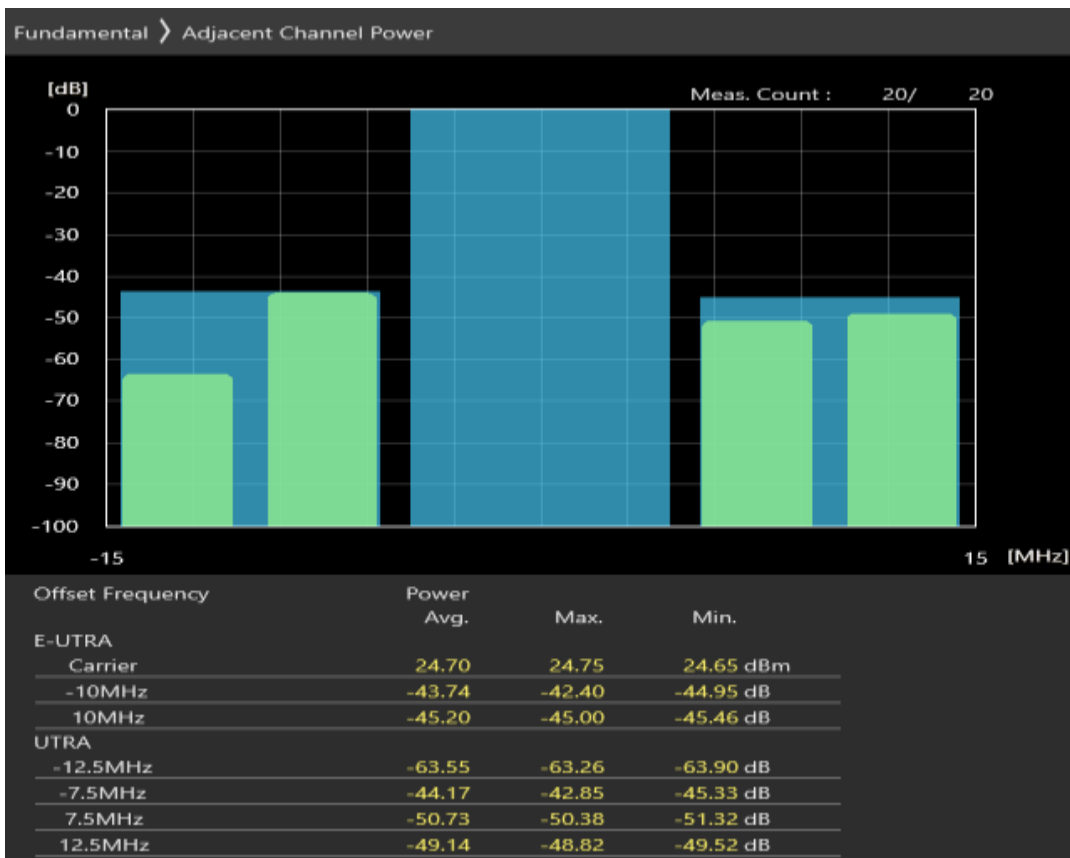 Fundamental ❯ Adjacent Channel Power
[dB]
Meas. Count : 20/ 20
0
-10
-20
-30
-40
-50
-60
-70
-80
-90
-100
-15 15 [MHz]
Offset Frequency Power
Avg. Max. Min.
E-UTRA
Carrier 24.70 24.75 24.65 dBm
-10MHz -43.74 -42.40 -44.95 dB
10MHz -45.20 -45.00 -45.46 dB
UTRA
-12.5MHz -63.55 -63.26 -63.90 dB
-7.5MHz -44.17 -42.85 -45.33 dB
7.5MHz -50.73 -50.38 -51.32 dB
12.5MHz -49.14 -48.82 -49.52 dB